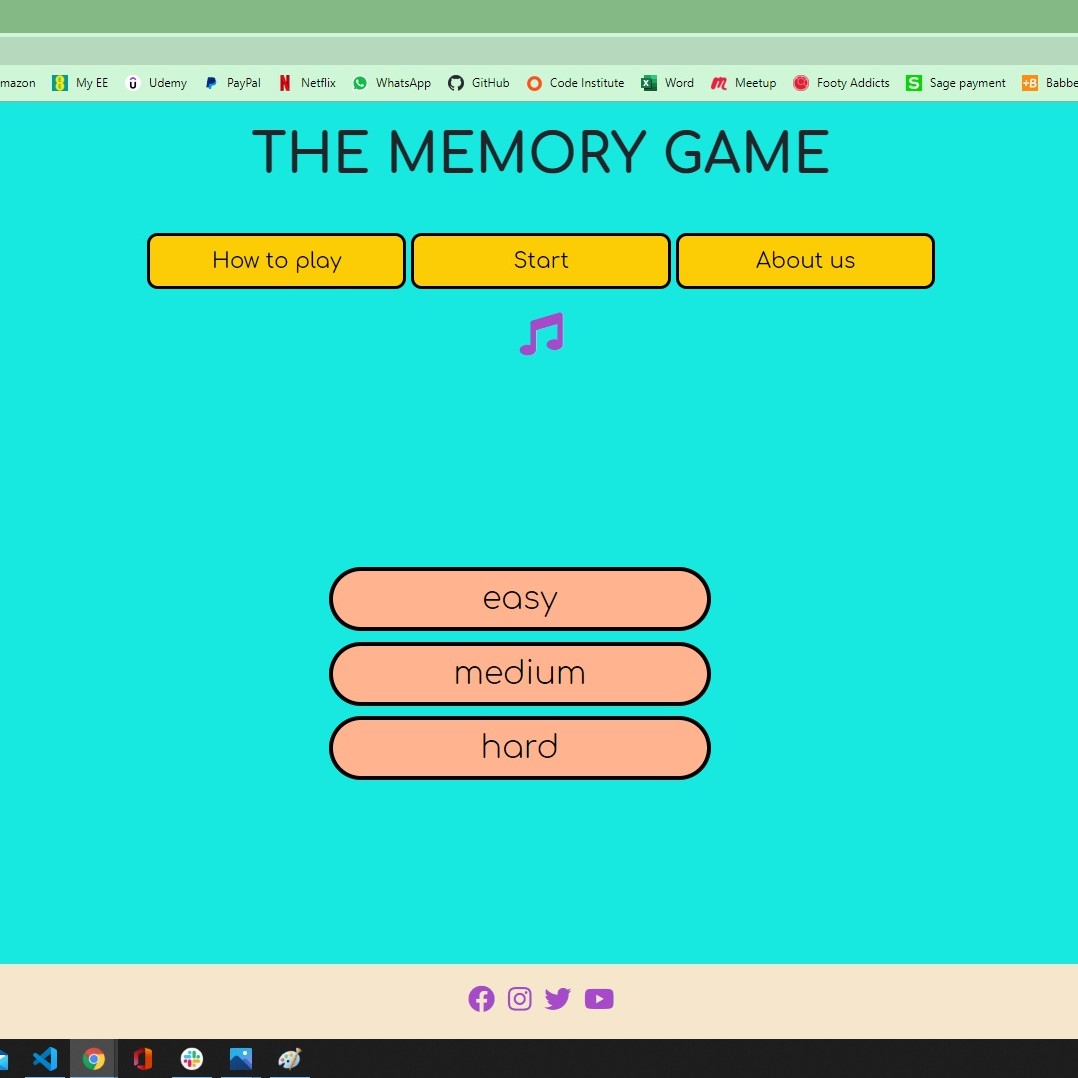 mazon My EE Udemy PayPal Netflix WhatsApp GitHub Code Institute Word Meetup Footy Addicts Sage payment Babbe
THE MEMORY GAME
How to play Start About us
easy
medium
hard